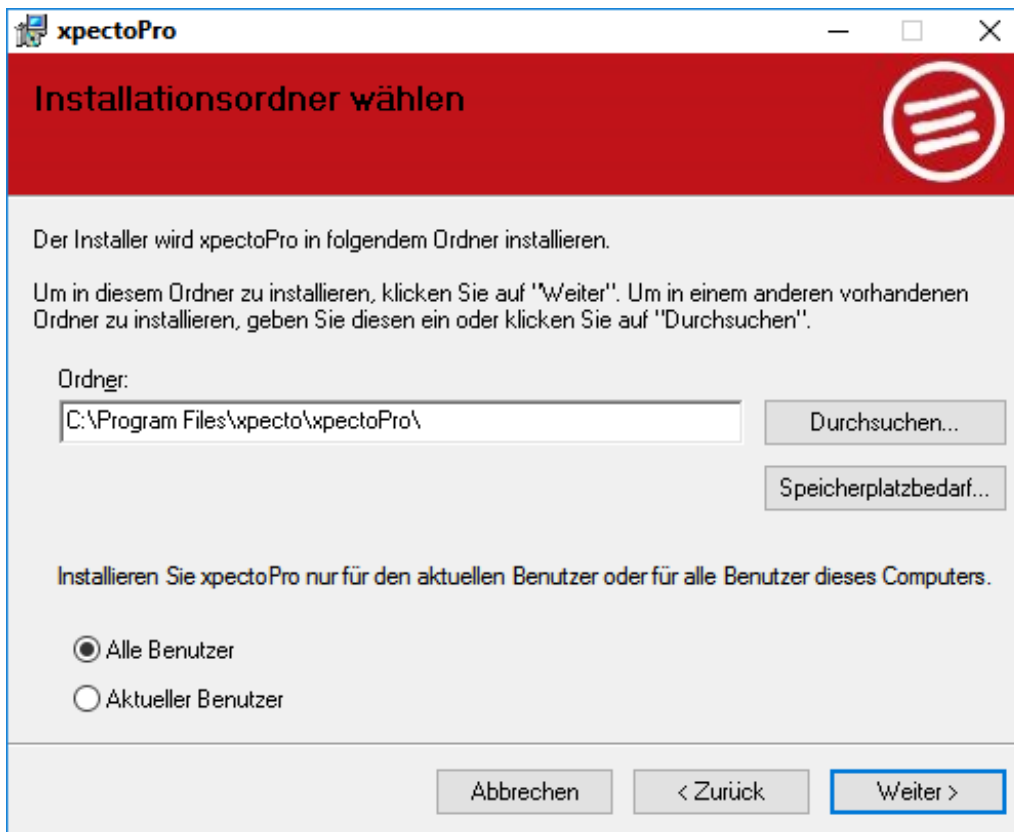 xpectoPro
Installationsordner wählen
Der Installer wird xpectoPro in folgendem Ordner installieren.
Um in diesem Ordner zu installieren, klicken Sie auf "Weiter". Um in einem anderen vorhandenen
Ordner zu installieren, geben Sie diesen ein oder klicken Sie auf "Durchsuchen".
Ordner:
C:\Program Files\xpecto\xpectoPro\
Durchsuchen...
Speicherplatzbedarf...
Installieren Sie xpectoPro nur für den aktuellen Benutzer oder für alle Benutzer dieses Computers.
Alle Benutzer
Aktueller Benutzer
Abbrechen
< Zurück
Weiter >